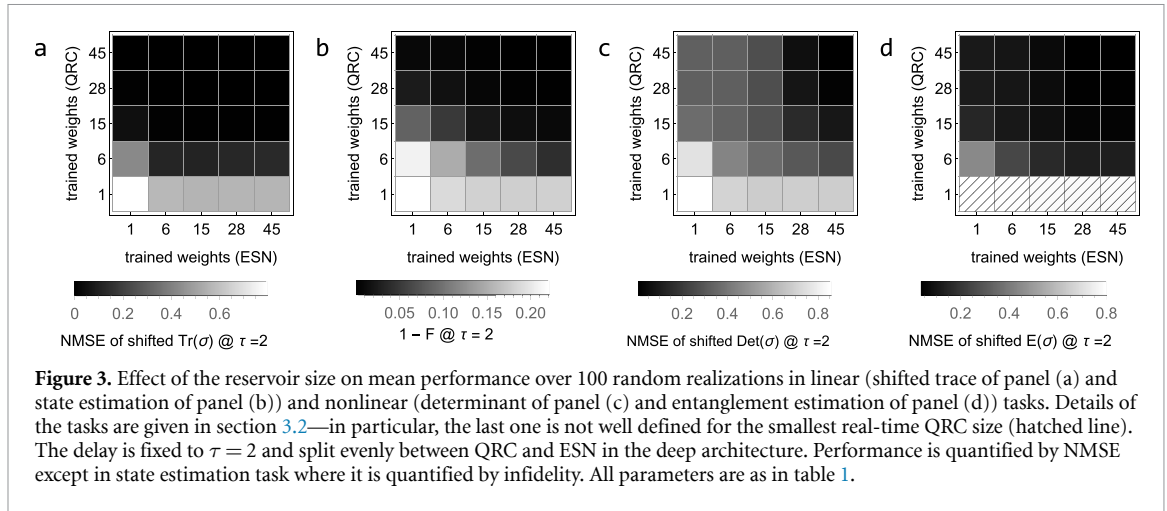 a
b
c
d
trained weights (QRC)
45
28
15
6
1
1 6 15 28 45
trained weights (ESN)
0 0.2 0.4 0.6
NMSE of shifted Tr(σ) @ τ =2
trained weights (QRC)
45
28
15
6
1
1 6 15 28 45
trained weights (ESN)
0.05 0.10 0.15 0.20
1 − F @ τ = 2
trained weights (QRC)
45
28
15
6
1
1 6 15 28 45
trained weights (ESN)
0.2 0.4 0.6 0.8
NMSE of shifted Det(σ) @ τ =2
trained weights (QRC)
45
28
15
6
1
1 6 15 28 45
trained weights (ESN)
0.2 0.4 0.6 0.8
NMSE of shifted E(σ) @ τ =2
Figure 3. Effect of the reservoir size on mean performance over 100 random realizations in linear (shifted trace of panel (a) and
state estimation of panel (b)) and nonlinear (determinant of panel (c) and entanglement estimation of panel (d)) tasks. Details of
the tasks are given in section 3.2—in particular, the last one is not well defined for the smallest real-time QRC size (hatched line).
The delay is fixed to τ = 2 and split evenly between QRC and ESN in the deep architecture. Performance is quantified by NMSE
except in state estimation task where it is quantified by infidelity. All parameters are as in table 1.